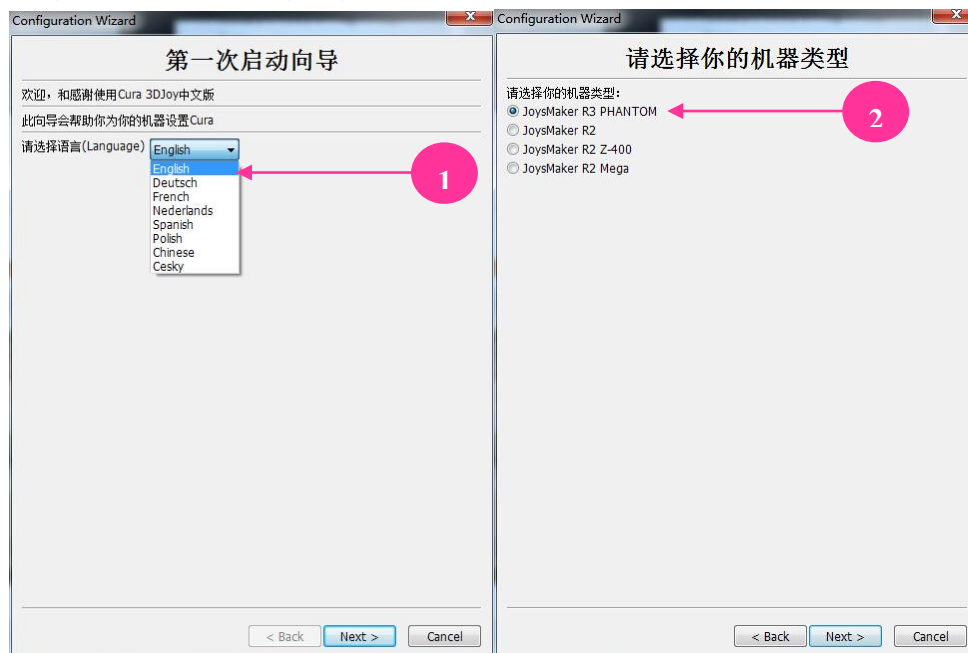 Configuration Wizard
第一次启动向导
欢迎，和感谢使用Cura 3DJoy中文版
此向导会帮助你为你的机器设置Cura
请选择语言(Language) English
English
Deutsch
French
Nederlands
Spanish
Polish
Chinese
Cesky
1
< Back Next > Cancel
Configuration Wizard
请选择你的机器类型
请选择你的机器类型：
JoysMaker R3 PHANTOM
JoysMaker R2
JoysMaker R2 Z-400
JoysMaker R2 Mega
2
< Back Next > Cancel